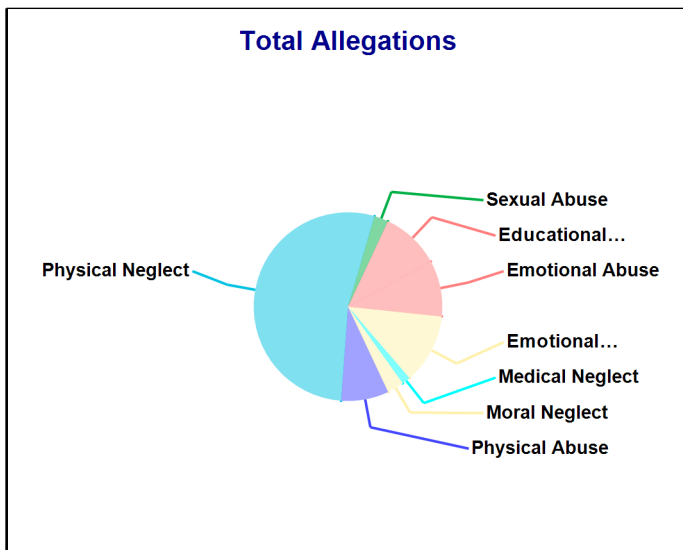 Total Allegations
Sexual Abuse
Educational…
Physical Neglect
Emotional Abuse
Emotional…
Medical Neglect
Moral Neglect
Physical Abuse